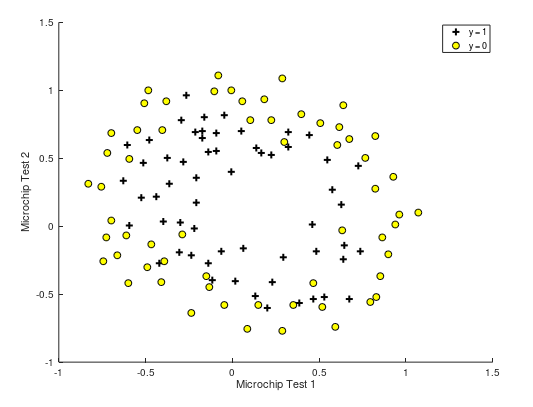 1.5
y = 1
y = 0
1
0.5
Microchip Test 2
0
-0.5
-1
-1 -0.5 0 0.5 1 1.5
Microchip Test 1